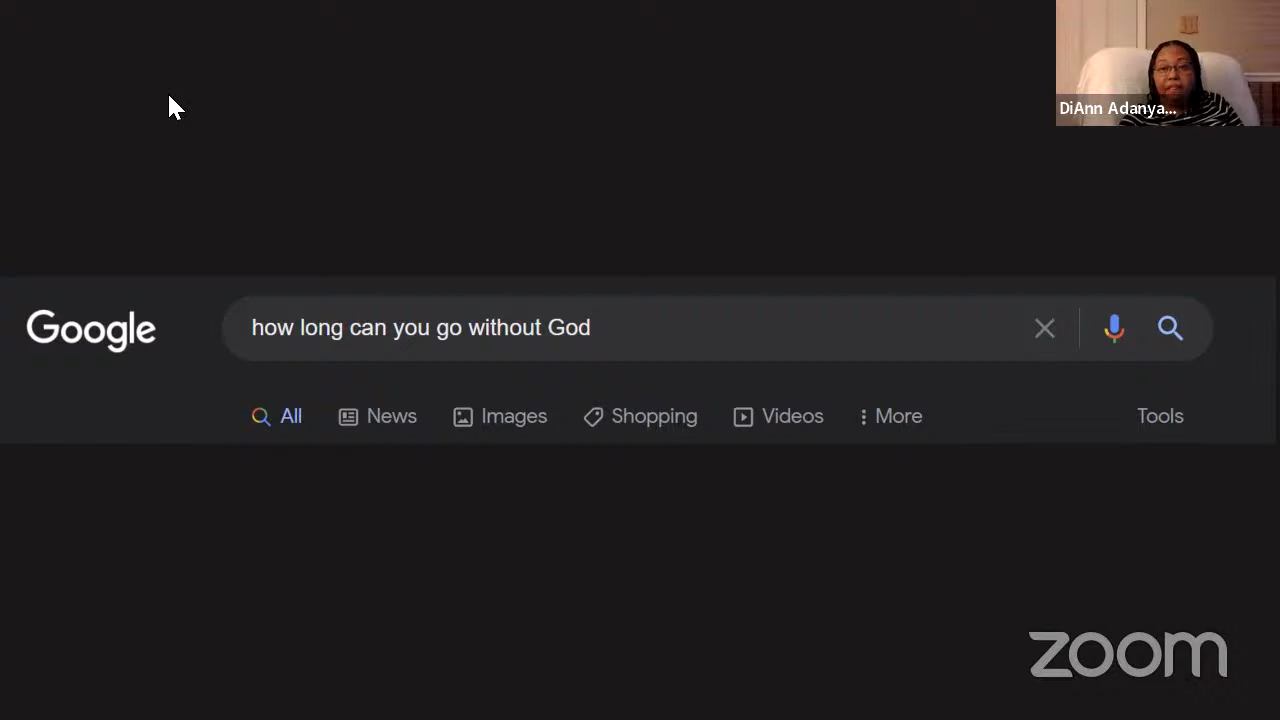 DiAnn Adanya...
Google
how long can you go without God
All
News
Images
Shopping
Videos
More
Tools
zoom